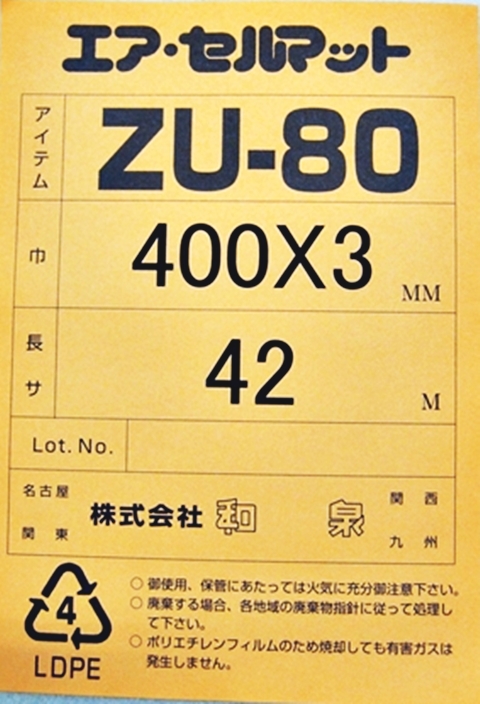 エア・セルマット
アイテム
ZU-80
巾
400X3
MM
長サ
42
M
Lot. No.
名古屋
関東
株式会社 和泉
関西
九州
4
LDPE
○ 御使用、保管にあたっては火気に充分御注意下さい。
○ 廃棄する場合、各地域の廃棄物指針に従って処理し
て下さい。
○ ポリエチレンフィルムのため焼却しても有害ガスは
発生しません。